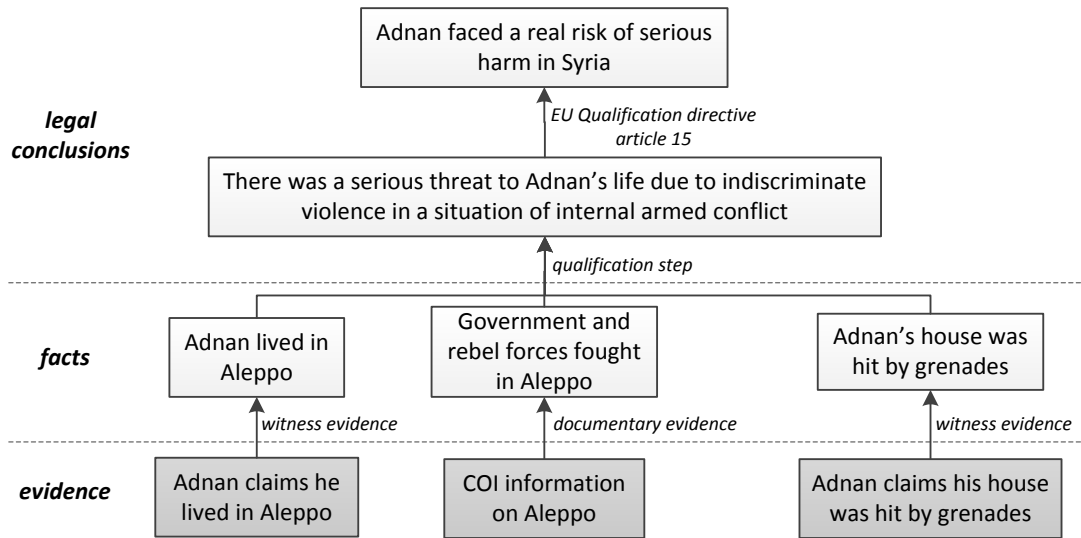 Adnan faced a real risk of serious
harm in Syria
EU Qualification directive
article 15
legal
conclusions
There was a serious threat to Adnan’s life due to indiscriminate
violence in a situation of internal armed conflict
qualification step
facts
Adnan lived in
Aleppo
Government and
rebel forces fought
in Aleppo
Adnan’s house was
hit by grenades
witness evidence
documentary evidence
witness evidence
evidence
Adnan claims he
lived in Aleppo
COI information
on Aleppo
Adnan claims his house
was hit by grenades